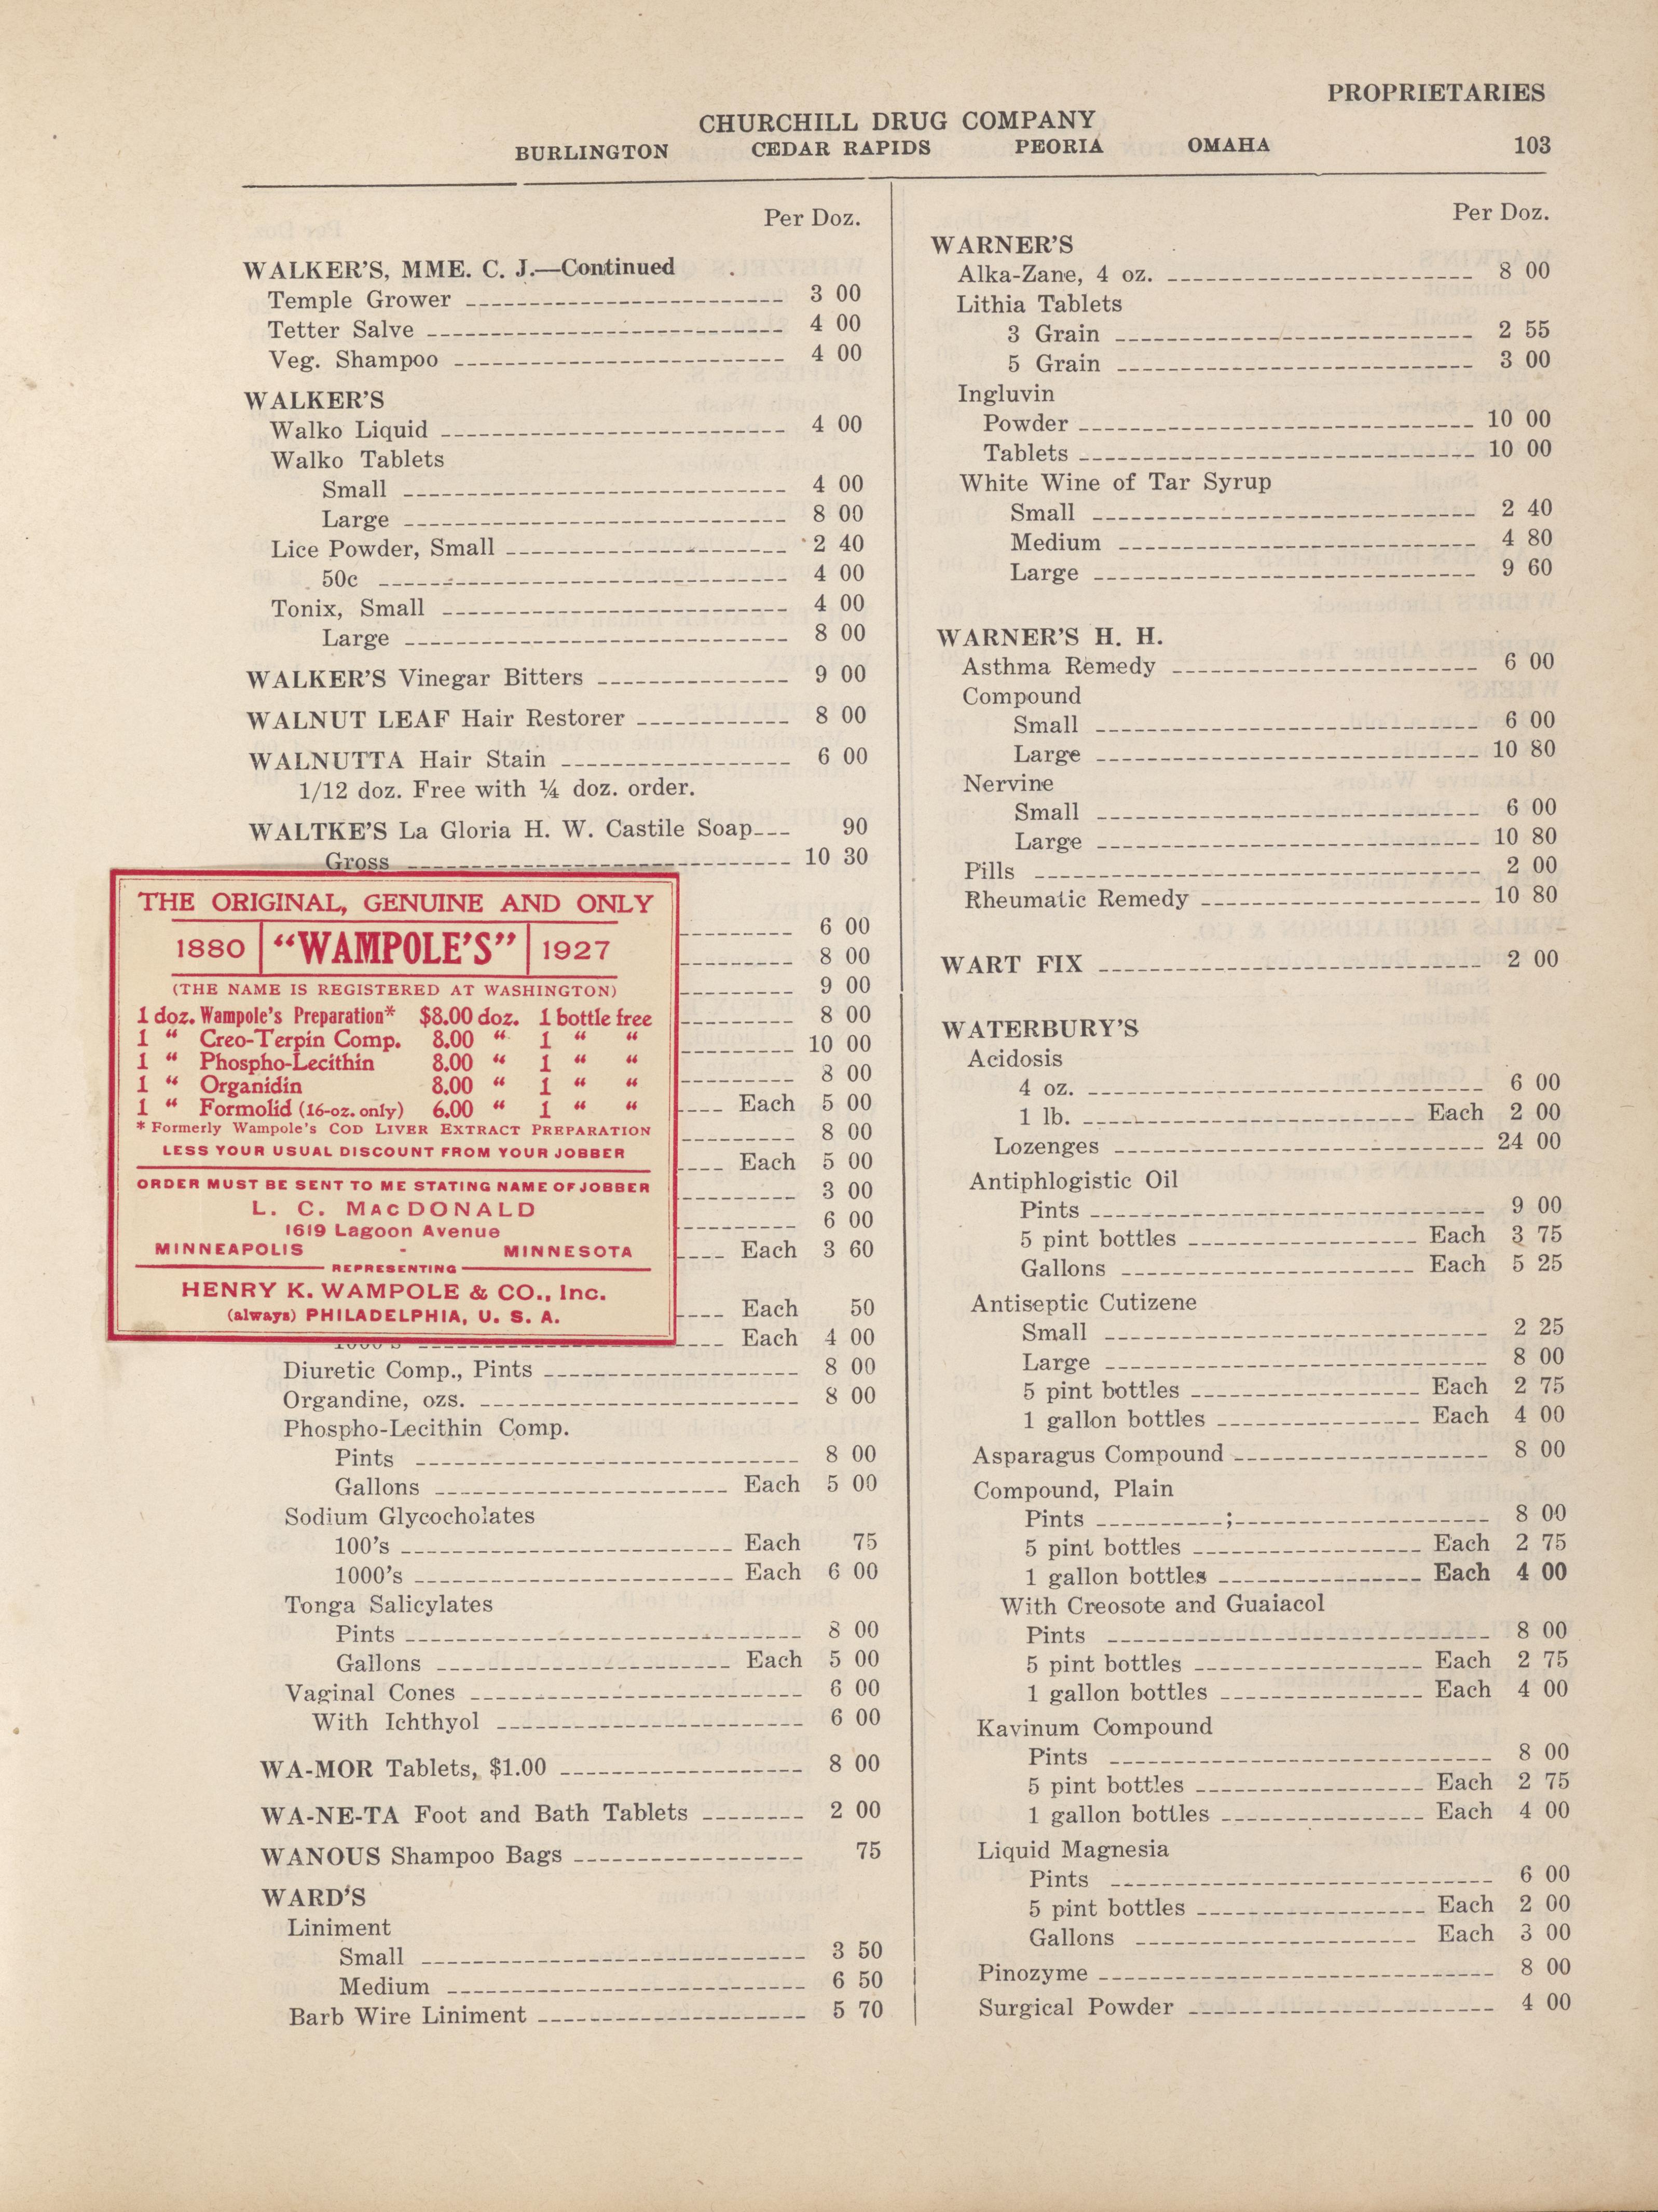 PROPRIETARIES
CHURCHILL DRUG COMPANY
BURLINGTON CEDAR RAPIDS PEORIA OMAHA 103
Per Doz.
WALKER'S, MME. C. J.—Continued
Temple Grower 3 00
Tetter Salve 4 00
Veg. Shampoo 4 00
WALKER'S
Walko Liquid 4 00
Walko Tablets
Small 4 00
Large 8 00
Lice Powder, Small 2 40
50c 4 00
Tonix, Small 4 00
Large 8 00
WALKER'S Vinegar Bitters 9 00
WALNUT LEAF Hair Restorer 8 00
WALNUTTA Hair Stain 6 00
1/12 doz. Free with ¼ doz. order.
WALTKE'S La Gloria H. W. Castile Soap 90
Gross 10 30
THE ORIGINAL, GENUINE AND ONLY
1880 "WAMPOLE'S" 1927
(THE NAME IS REGISTERED AT WASHINGTON)
1 doz. Wampole's Preparation* $8.00 doz. 1 bottle free
1 " Creo-Terpin Comp. 8.00 " 1 " "
1 " Phospho-Lecithin 8.00 " 1 " "
1 " Organidin 8.00 " 1 " "
1 " Formolid (16-oz. only) 6.00 " 1 " "
* Formerly Wampole's COD LIVER EXTRACT PREPARATION
LESS YOUR USUAL DISCOUNT FROM YOUR JOBBER
ORDER MUST BE SENT TO ME STATING NAME OF JOBBER
L. C. MACDONALD
1619 Lagoon Avenue
MINNEAPOLIS - MINNESOTA
REPRESENTING
HENRY K. WAMPOLE & CO., Inc.
(always) PHILADELPHIA, U. S. A.
6 00
8 00
9 00
8 00
10 00
8 00
Each 5 00
8 00
Each 5 00
3 00
6 00
Each 3 60
Each 50
1000's Each 4 00
Diuretic Comp., Pints 8 00
Organdine, ozs. 8 00
Phospho-Lecithin Comp.
Pints 8 00
Gallons Each 5 00
Sodium Glycocholates
100's Each 75
1000's Each 6 00
Tonga Salicylates
Pints 8 00
Gallons Each 5 00
Vaginal Cones 6 00
With Ichthyol 6 00
WA-MOR Tablets, $1.00 8 00
WA-NE-TA Foot and Bath Tablets 2 00
WANOUS Shampoo Bags 75
WARD'S
Liniment
Small 3 50
Medium 6 50
Barb Wire Liniment 5 70
Per Doz.
WARNER'S
Alka-Zane, 4 oz. 8 00
Lithia Tablets
3 Grain 2 55
5 Grain 3 00
Ingluvin
Powder 10 00
Tablets 10 00
White Wine of Tar Syrup
Small 2 40
Medium 4 80
Large 9 60
WARNER'S H. H.
Asthma Remedy 6 00
Compound
Small 6 00
Large 10 80
Nervine
Small 6 00
Large 10 80
Pills 2 00
Rheumatic Remedy 10 80
WART FIX 2 00
WATERBURY'S
Acidosis
4 oz. 6 00
1 lb. Each 2 00
Lozenges 24 00
Antiphlogistic Oil
Pints 9 00
5 pint bottles Each 3 75
Gallons Each 5 25
Antiseptic Cutizene
Small 2 25
Large 8 00
5 pint bottles Each 2 75
1 gallon bottles Each 4 00
Asparagus Compound 8 00
Compound, Plain
Pints 8 00
5 pint bottles Each 2 75
1 gallon bottles Each 4 00
With Creosote and Guaiacol
Pints 8 00
5 pint bottles Each 2 75
1 gallon bottles Each 4 00
Kavinum Compound
Pints 8 00
5 pint bottles Each 2 75
1 gallon bottles Each 4 00
Liquid Magnesia
Pints 6 00
5 pint bottles Each 2 00
Gallons Each 3 00
Pinozyme 8 00
Surgical Powder 4 00